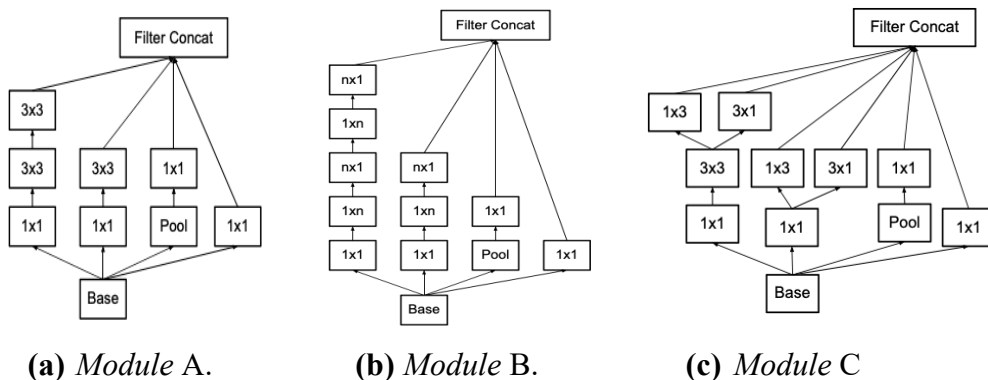 Filter Concat
3x3
3x3 3x3 1x1
1x1 1x1 Pool 1x1
Base
(a) Module A.
Filter Concat
nx1
1xn
nx1 nx1
1xn 1xn 1x1
1x1 1x1 Pool 1x1
Base
(b) Module B.
Filter Concat
1x3 3x1
3x3 1x3 3x1 1x1
1x1 1x1 Pool 1x1
Base
(c) Module C